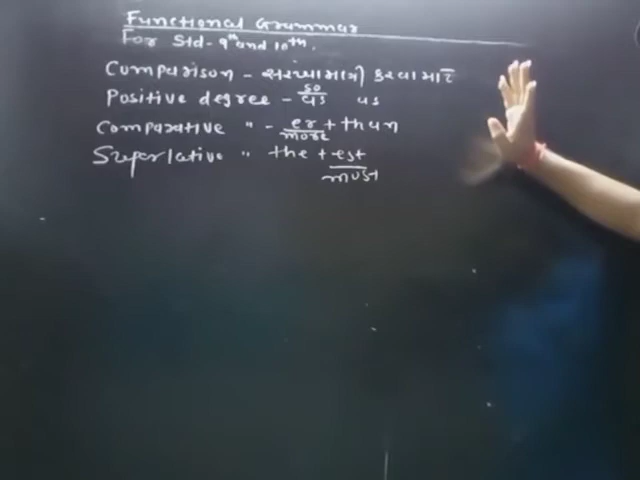 Functional Grammar
For Std- 9th and 10th.
Comparison - સરખામણી કરવા માટે
Positive degree - so/as as
Comparative " - er/more + than
Superlative " the + est/most